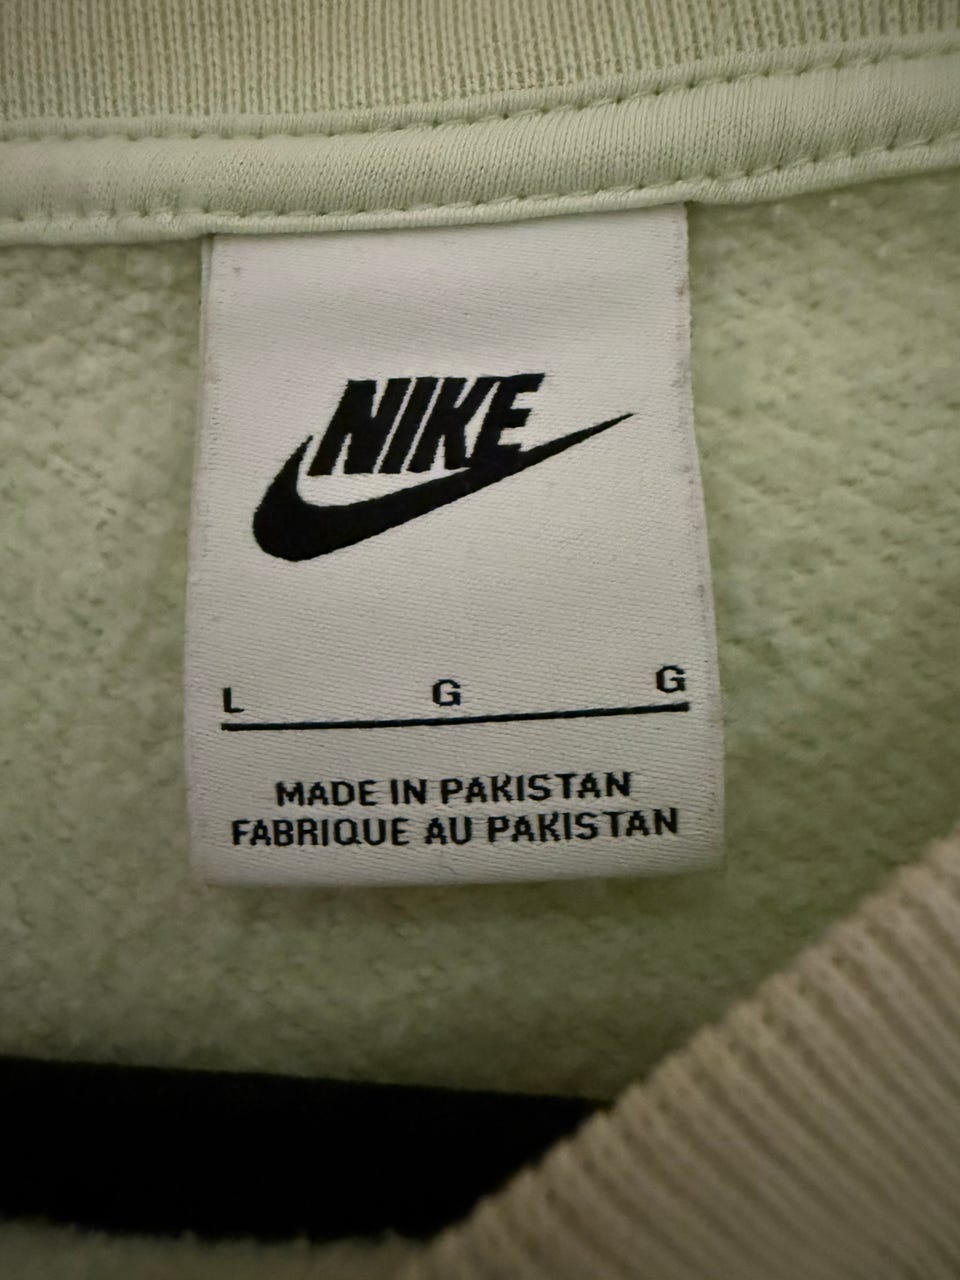 NIKE
L G G
MADE IN PAKISTAN
FABRIQUE AU PAKISTAN